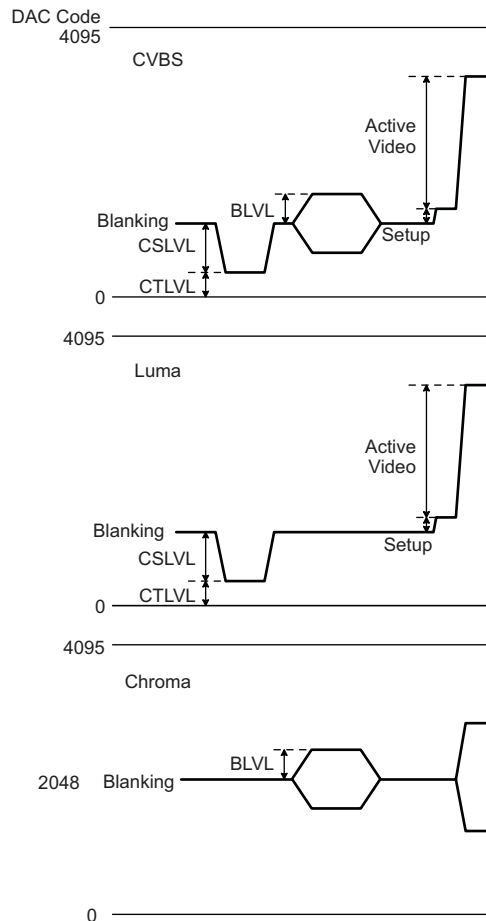 DAC Code
4095
CVBS
Active
Video
BLVL
Blanking
Setup
CSLVL
CTLVL
0
4095
Luma
Active
Video
Blanking
Setup
CSLVL
CTLVL
0
4095
Chroma
BLVL
2048 Blanking
0